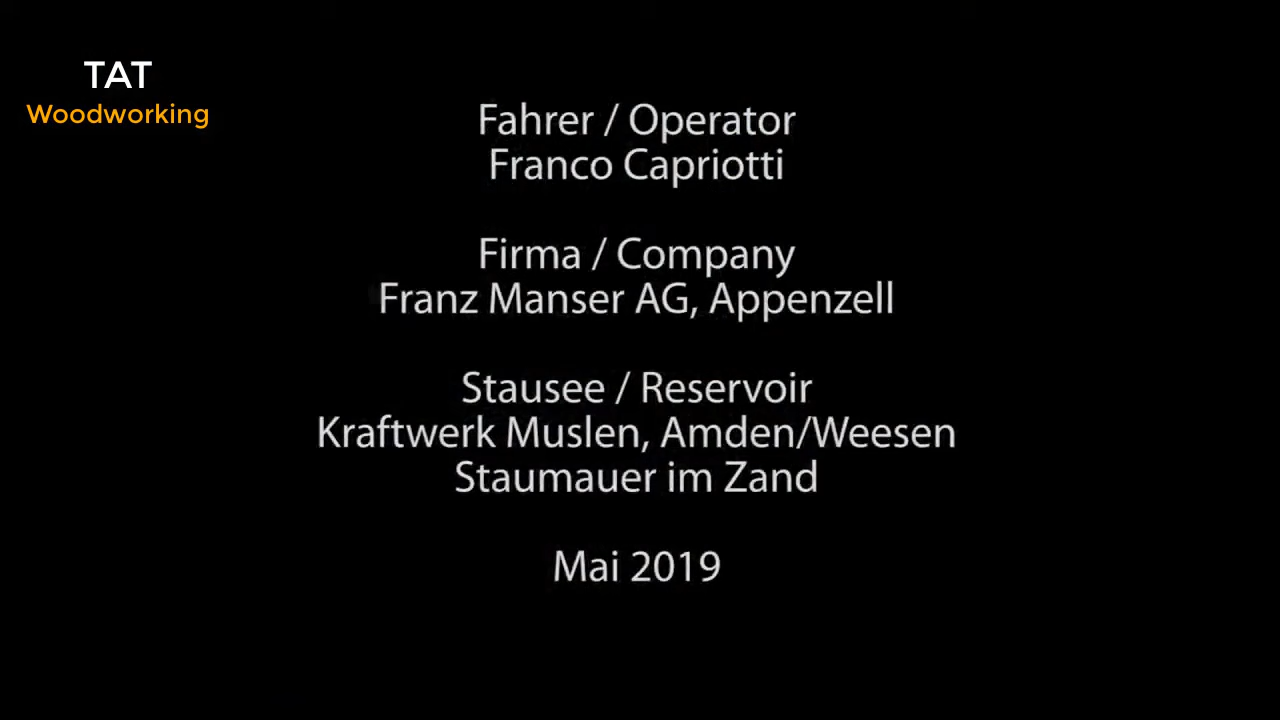 TAT
Woodworking
Fahrer / Operator
Franco Capriotti
Firma / Company
Franz Manser AG, Appenzell
Stausee / Reservoir
Kraftwerk Muslen, Amden/Weesen
Staumauer im Zand
Mai 2019